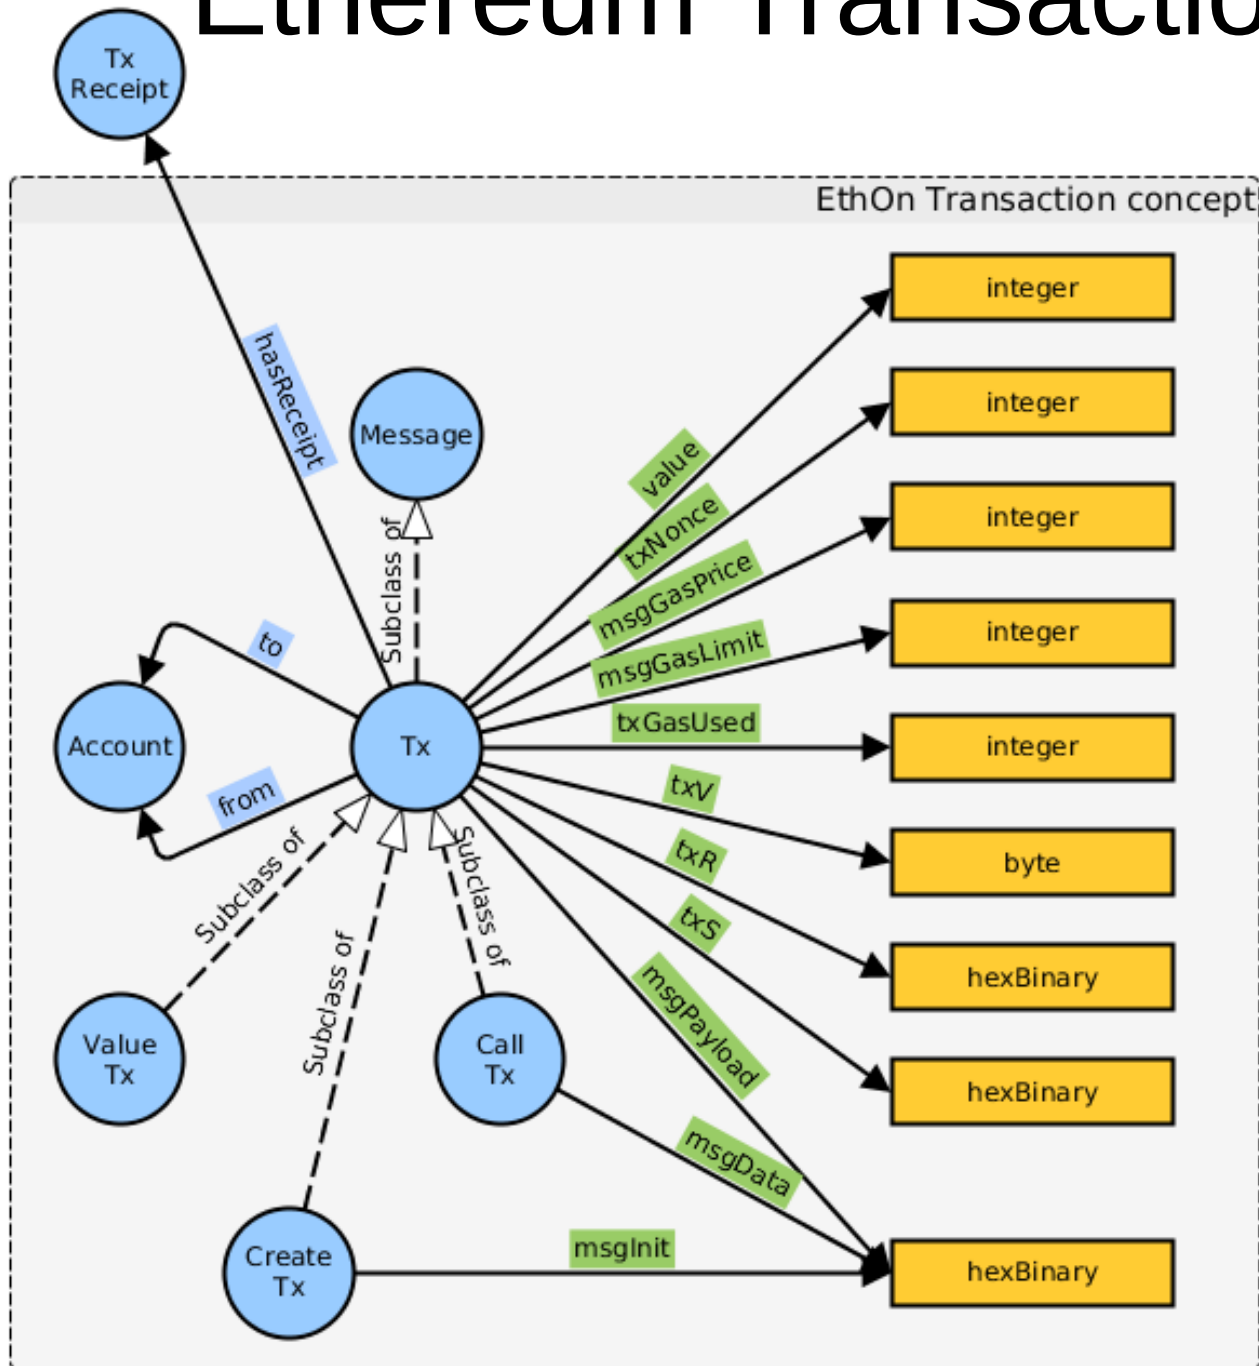 Ethereum Transactio
Tx
Receipt
EthOn Transaction concept
integer
hasReceipt
integer
Message
value
txNonce
integer
Subclass of
msgGasPrice
to
msgGasLimit
integer
txGasUsed
Account
Tx
integer
from
txV
Subclass of
Subclass of
txR
byte
txS
Subclass of
hexBinary
msgPayload
Value
Tx
Call
Tx
hexBinary
msgData
msgInit
Create
Tx
hexBinary